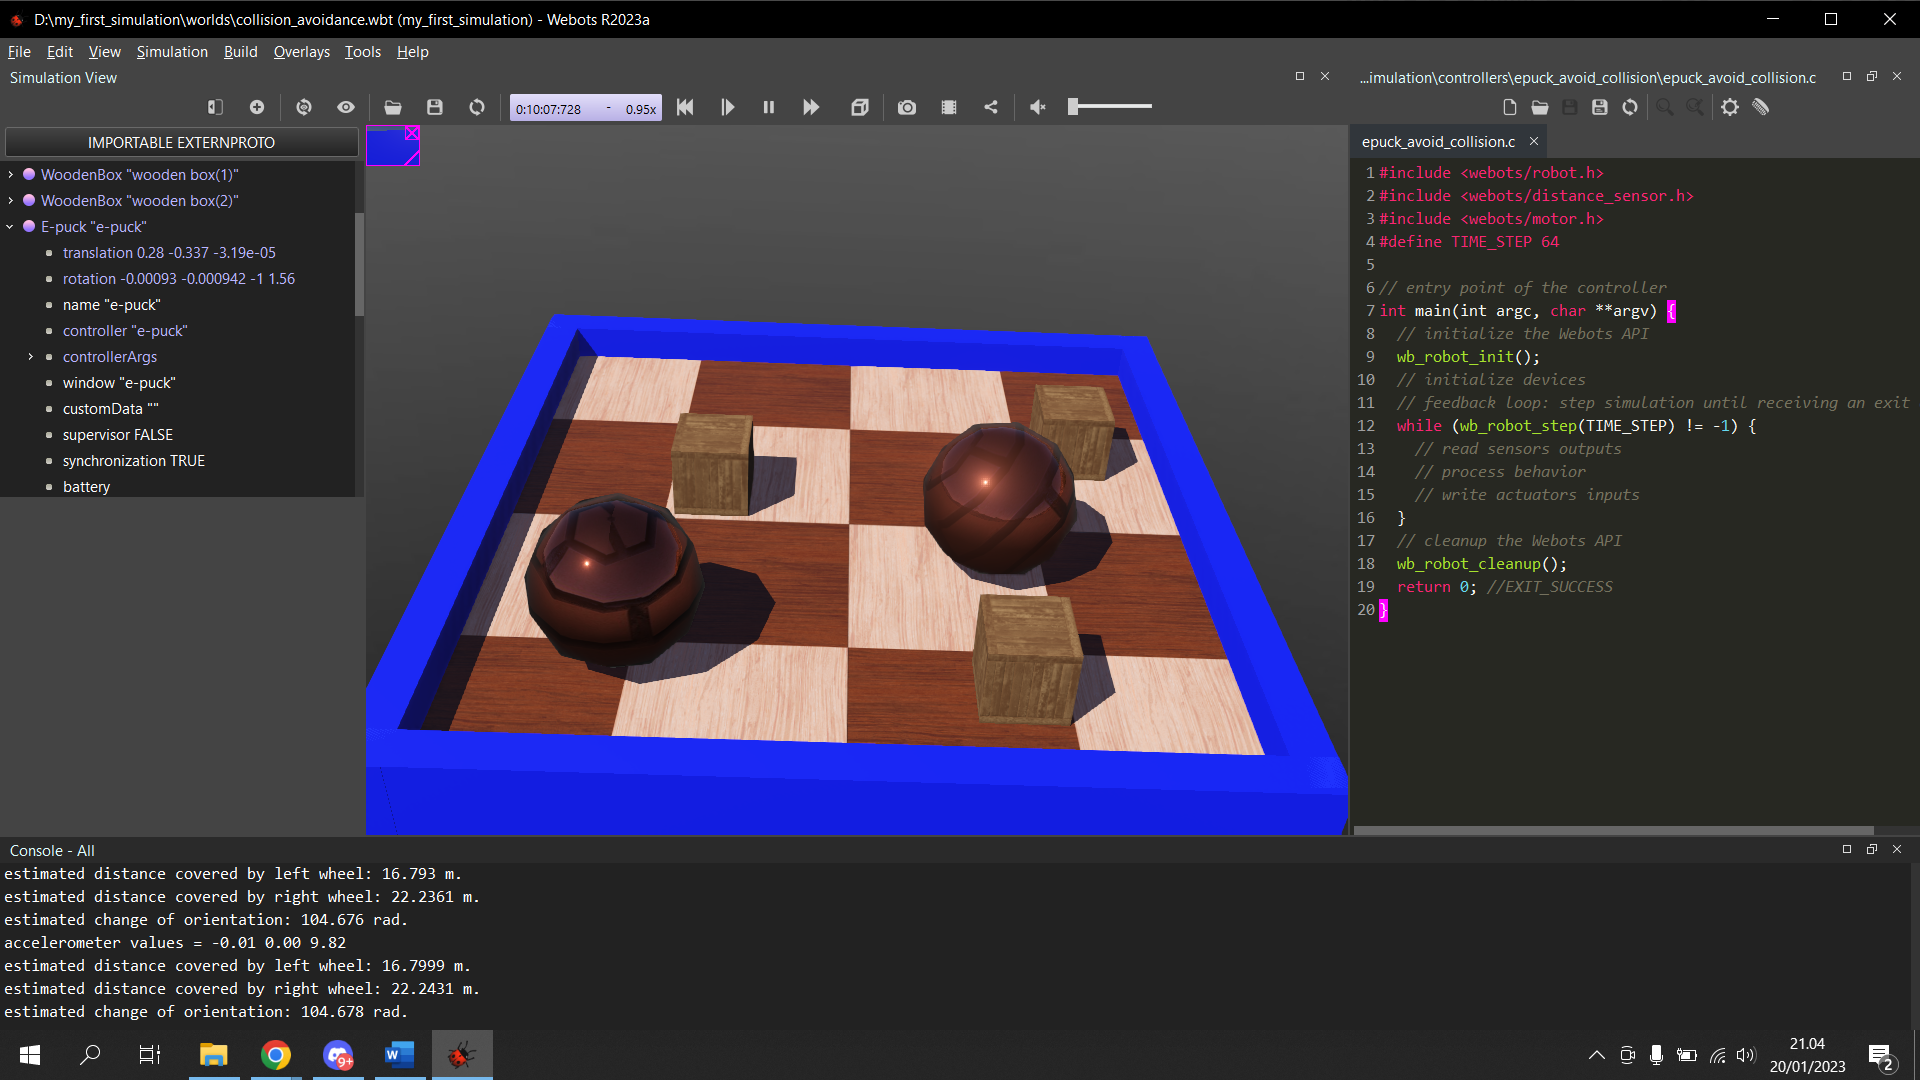 D:\my_first_simulation\worlds\collision_avoidance.wbt (my_first_simulation) - Webots R2023a
File Edit View Simulation Build Overlays Tools Help
Simulation View
0:10:07:728 - 0.95x
IMPORTABLE EXTERNPROTO
WoodenBox "wooden box(1)"
WoodenBox "wooden box(2)"
E-puck "e-puck"
translation 0.28 -0.337 -3.19e-05
rotation -0.00093 -0.000942 -1 1.56
name "e-puck"
controller "e-puck"
controllerArgs
window "e-puck"
customData ""
supervisor FALSE
synchronization TRUE
battery
...imulation\controllers\epuck_avoid_collision\epuck_avoid_collision.c
epuck_avoid_collision.c
1 #include <webots/robot.h>
2 #include <webots/distance_sensor.h>
3 #include <webots/motor.h>
4 #define TIME_STEP 64
5
6 // entry point of the controller
7 int main(int argc, char **argv) {
8 // initialize the Webots API
9 wb_robot_init();
10 // initialize devices
11 // feedback loop: step simulation until receiving an exit
12 while (wb_robot_step(TIME_STEP) != -1) {
13 // read sensors outputs
14 // process behavior
15 // write actuators inputs
16 }
17 // cleanup the Webots API
18 wb_robot_cleanup();
19 return 0; //EXIT_SUCCESS
20 }
Console - All
estimated distance covered by left wheel: 16.793 m.
estimated distance covered by right wheel: 22.2361 m.
estimated change of orientation: 104.676 rad.
accelerometer values = -0.01 0.00 9.82
estimated distance covered by left wheel: 16.7999 m.
estimated distance covered by right wheel: 22.2431 m.
estimated change of orientation: 104.678 rad.
9+
W
21.04
20/01/2023
2